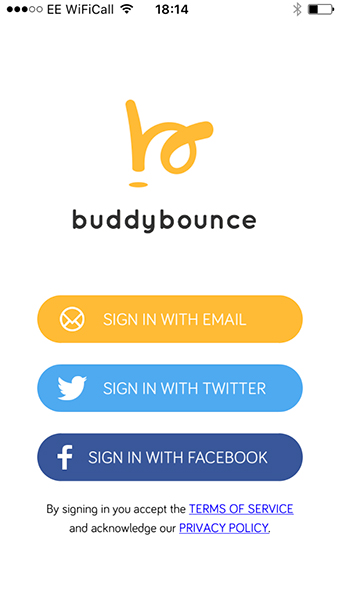 EE WiFiCall 18:14
buddybounce
SIGN IN WITH EMAIL
SIGN IN WITH TWITTER
SIGN IN WITH FACEBOOK
By signing in you accept the TERMS OF SERVICE
and acknowledge our PRIVACY POLICY.